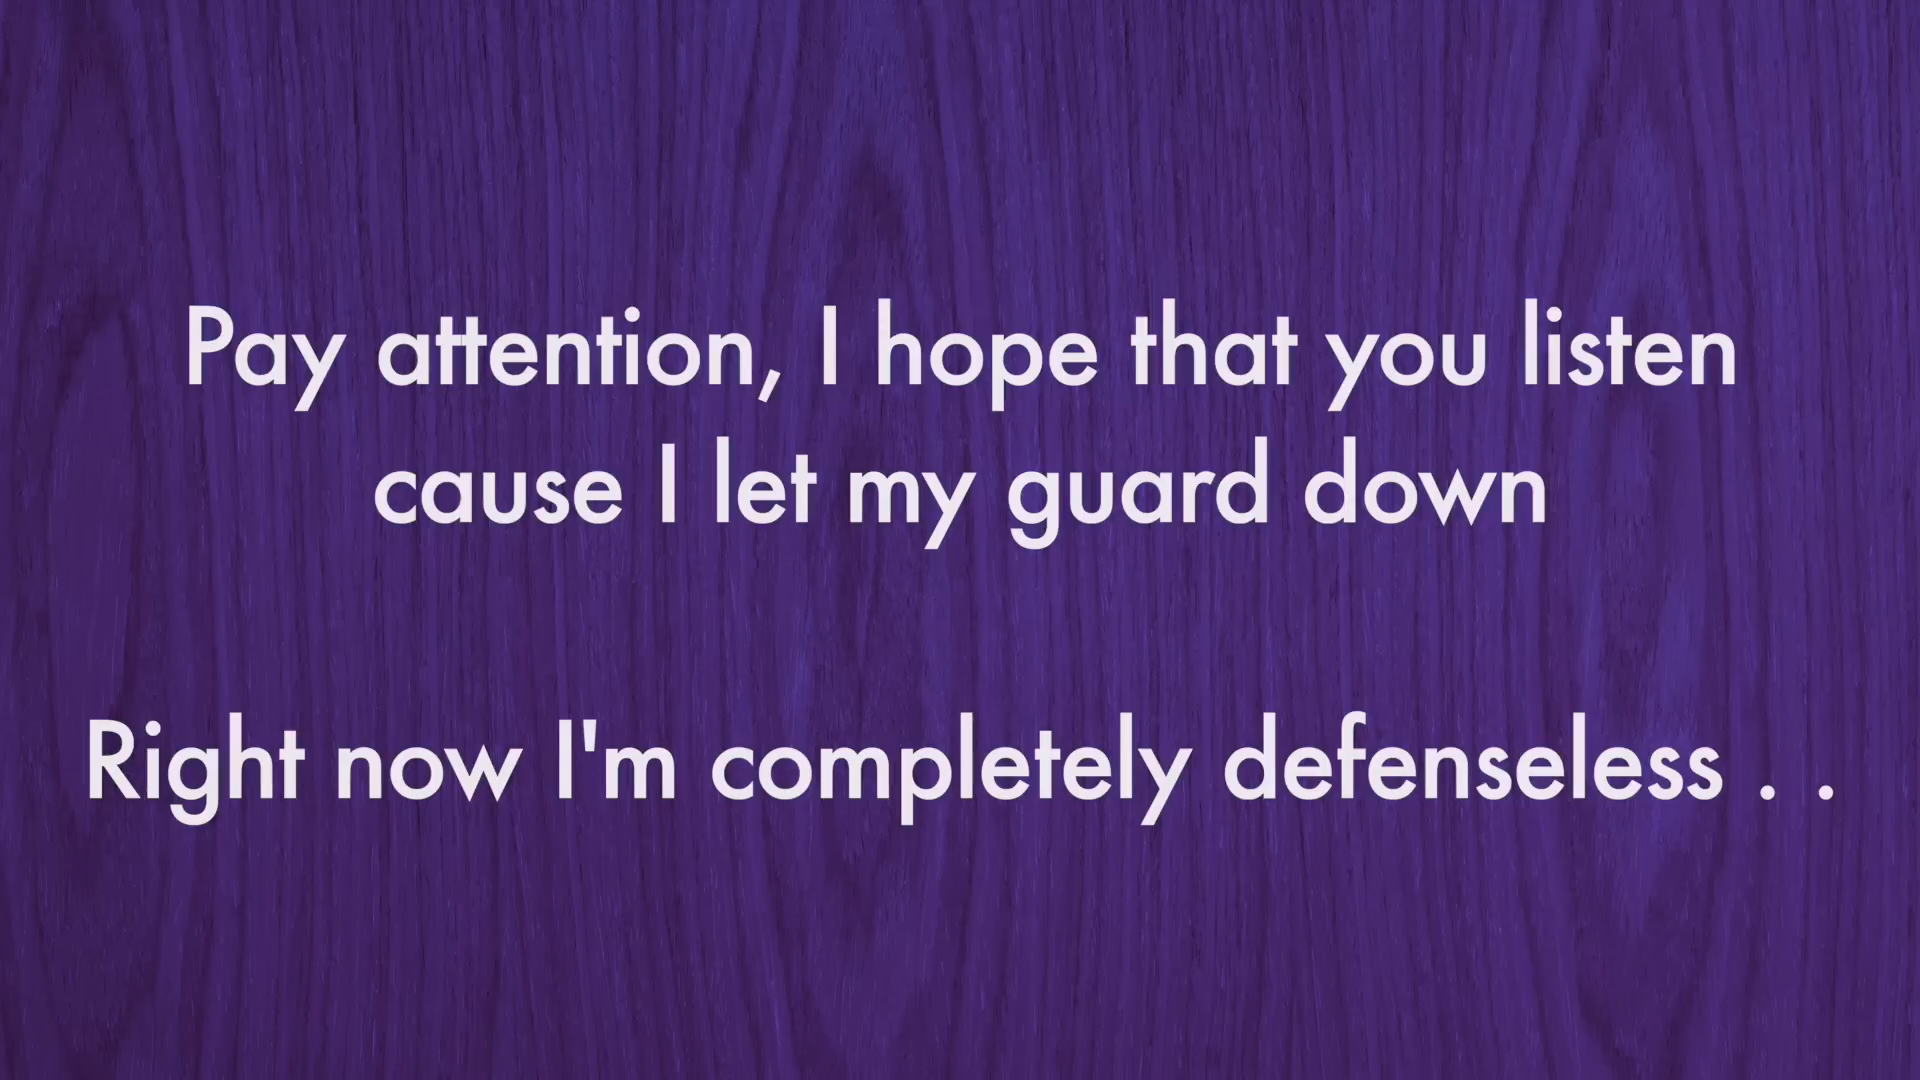 Pay attention, I hope that you listen
cause I let my guard down
Right now I'm completely defenseless . .